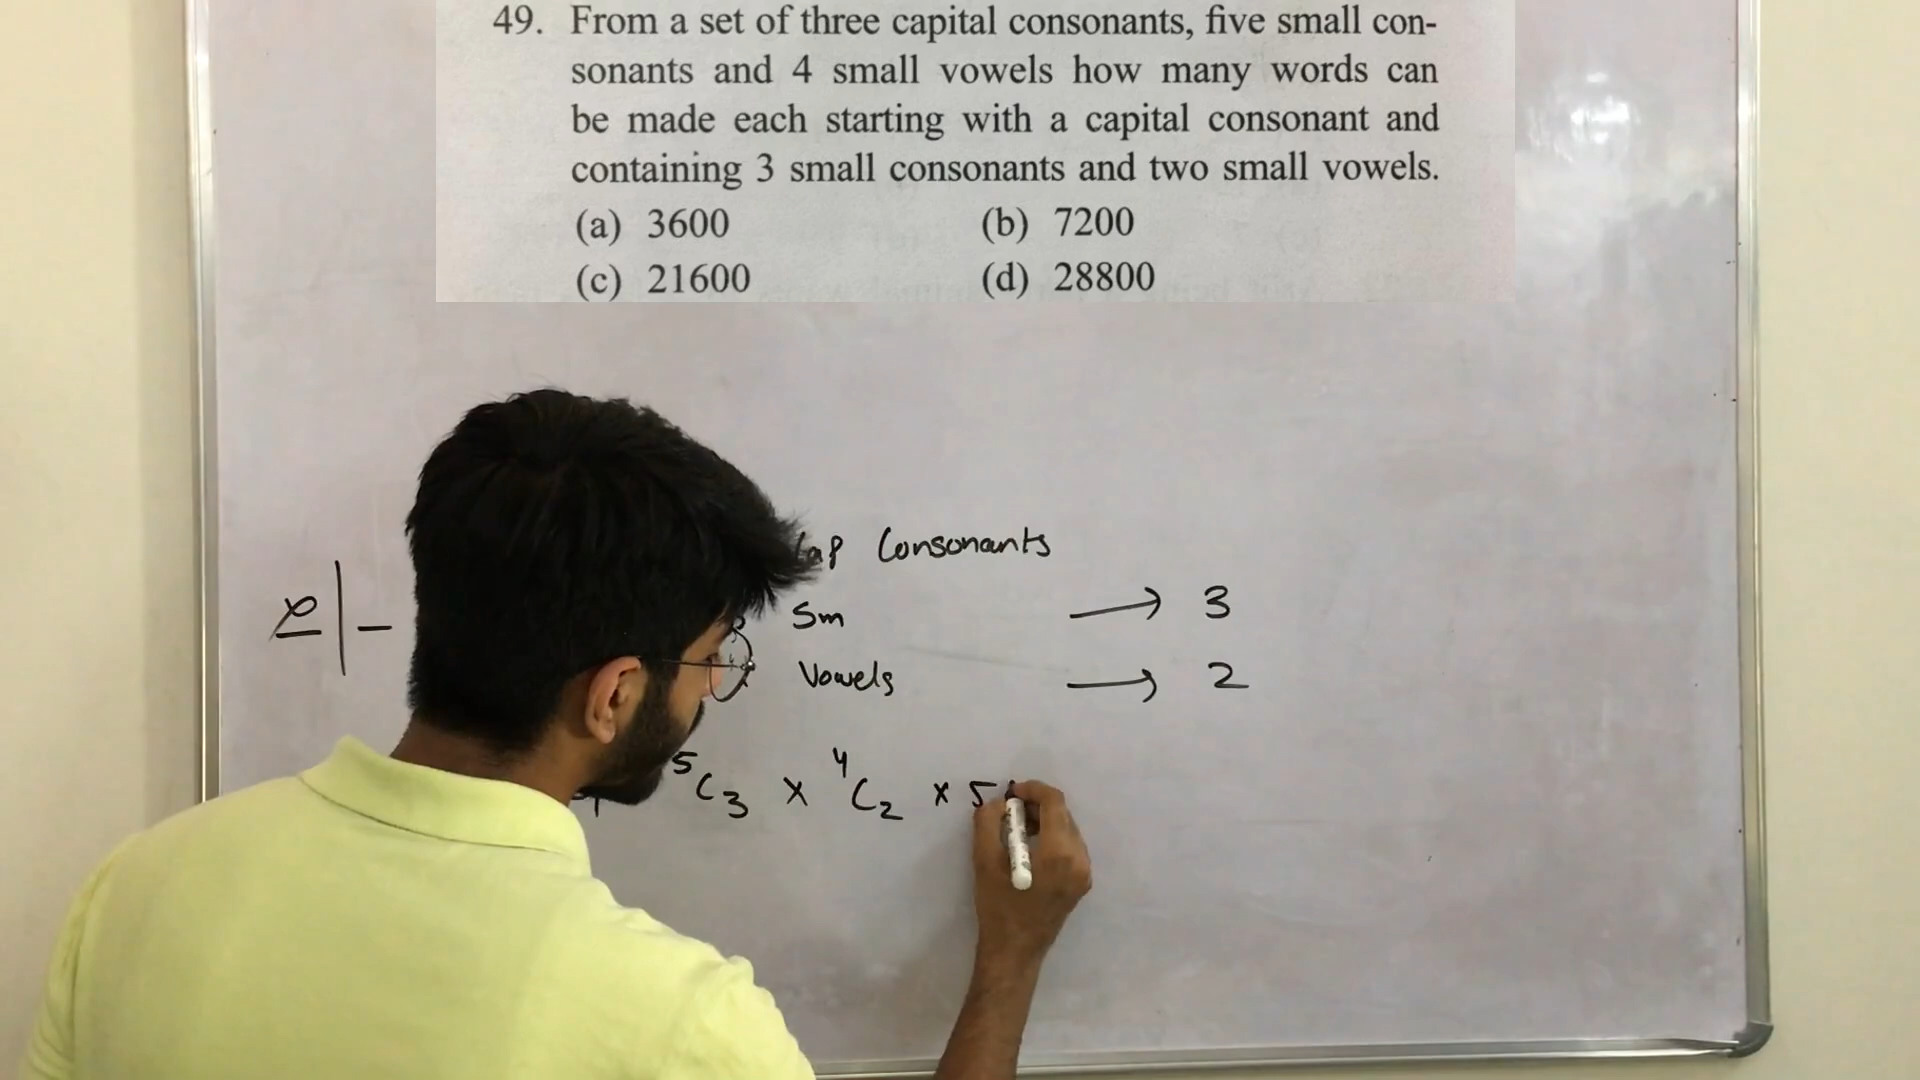 49. From a set of three capital consonants, five small con-
sonants and 4 small vowels how many words can
be made each starting with a capital consonant and
containing 3 small consonants and two small vowels.
(a) 3600 (b) 7200
(c) 21600 (d) 28800
Consonants
Sm → 3
Vowels → 2
⁵C₃ × ⁴C₂ × 5